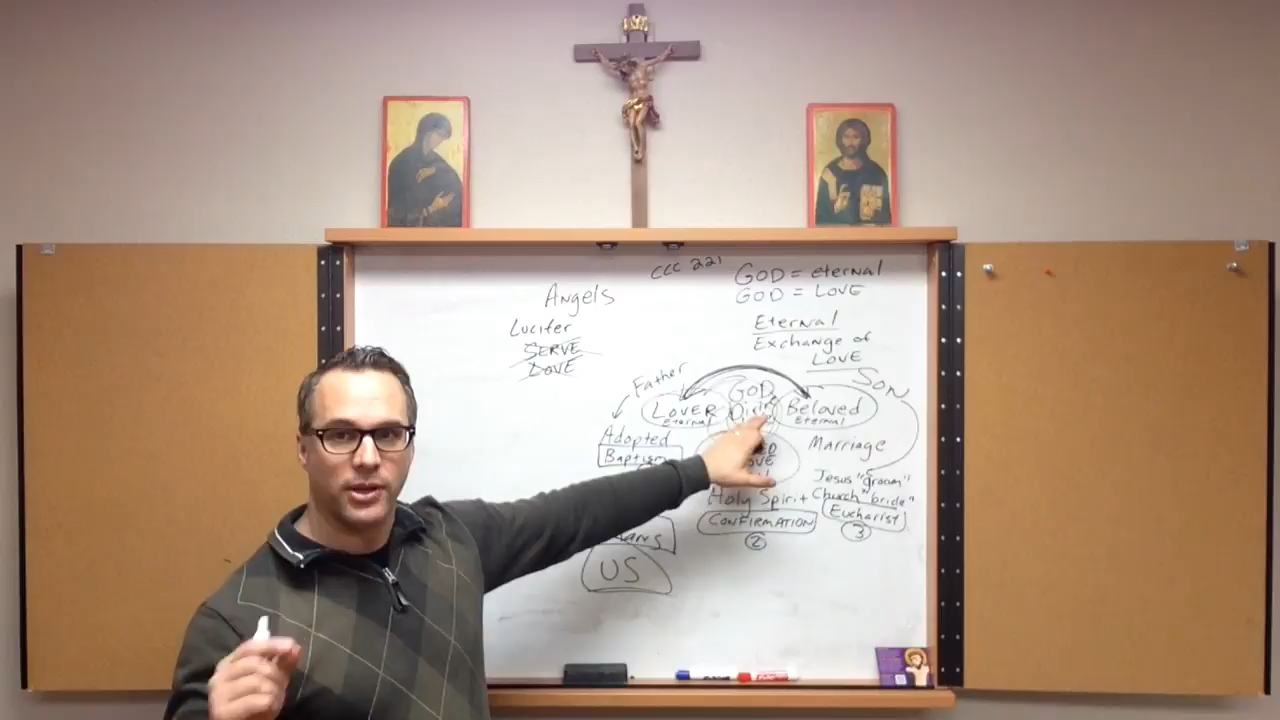 CCC 221
GOD = eternal
GOD = LOVE
Angels
Lucifer
SERVE
LOVE
Eternal
Exchange of
LOVE
Father
SON
GOD
LOVER
Eternal
Beloved
Eternal
Adopted
Baptism
Marriage
Jesus "groom"
Holy Spirit
Church "bride"
Eucharist
CONFIRMATION
2
3
US